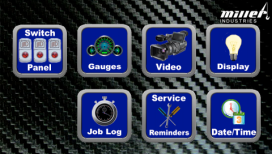 miller
INDUSTRIES
Switch
Panel
Gauges
Video
Display
Job Log
Service
Reminders
Date/Time